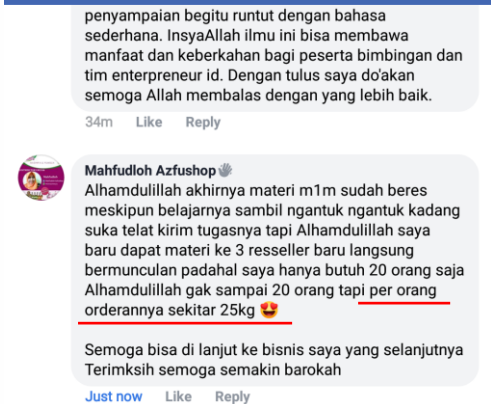 penyampaian begitu runtut dengan bahasa
sederhana. InsyaAllah ilmu ini bisa membawa
manfaat dan keberkahan bagi peserta bimbingan dan
tim enterpreneur id. Dengan tulus saya do'akan
semoga Allah membalas dengan yang lebih baik.
34m Like Reply
Mahfudloh Azfushop
Alhamdulillah akhirnya materi m1m sudah beres
meskipun belajarnya sambil ngantuk ngantuk kadang
suka telat kirim tugasnya tapi Alhamdulillah saya
baru dapat materi ke 3 resseller baru langsung
bermunculan padahal saya hanya butuh 20 orang saja
Alhamdulillah gak sampai 20 orang tapi per orang
orderannya sekitar 25kg 😍
Semoga bisa di lanjut ke bisnis saya yang selanjutnya
Terimksih semoga semakin barokah
Just now Like Reply